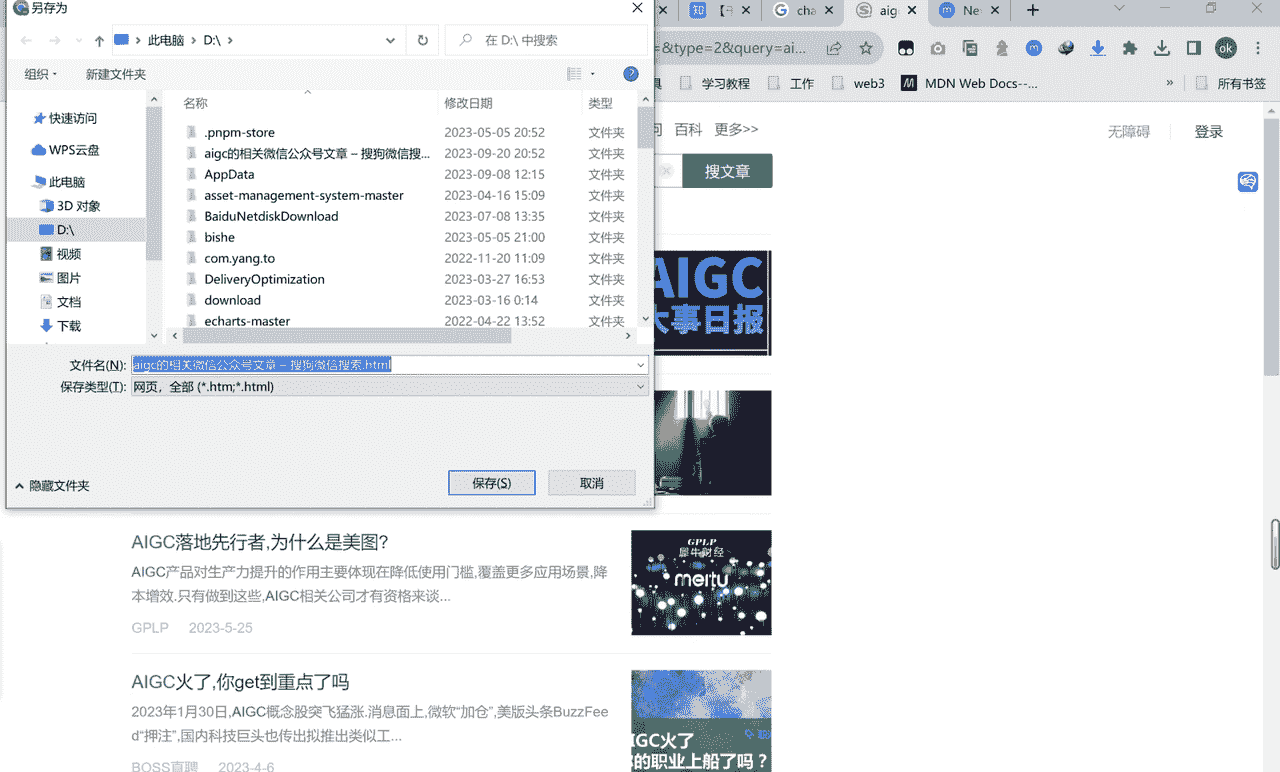 另存为
此电脑 › D:\ ›
在 D:\ 中搜索
组织
新建文件夹
快速访问
WPS云盘
此电脑
3D 对象
D:\
视频
图片
文档
下载
名称 修改日期 类型
.pnpm-store 2023-05-05 20:52 文件夹
aigc的相关微信公众号文章 – 搜狗微信搜... 2023-09-20 20:52 文件夹
AppData 2023-09-08 12:15 文件夹
asset-management-system-master 2023-04-16 15:09 文件夹
BaiduNetdiskDownload 2023-07-08 13:35 文件夹
bishe 2023-05-05 21:00 文件夹
com.yang.to 2022-11-20 11:09 文件夹
DeliveryOptimization 2023-03-27 16:53 文件夹
download 2023-03-16 0:14 文件夹
echarts-master 2022-04-22 13:52 文件夹
文件名(N): aigc的相关微信公众号文章 – 搜狗微信搜索.html
保存类型(T): 网页，全部 (*.htm;*.html)
隐藏文件夹
保存(S)
取消
知
cha
aig
Ne
=&type=2&query=ai...
ok
学习教程
工作
web3
MDN Web Docs--...
»
所有书签
百科 更多>>
无障碍
登录
搜文章
AIGC
大事日报
AIGC落地先行者,为什么是美图?
AIGC产品对生产力提升的作用主要体现在降低使用门槛,覆盖更多应用场景,降
本增效.只有做到这些,AIGC相关公司才有资格来谈...
GPLP 2023-5-25
GPLP
犀牛财经
meitu
AIGC火了,你get到重点了吗
2023年1月30日,AIGC概念股突飞猛涨.消息面上,微软“加仓”,美版头条BuzzFee
d“押注”,国内科技巨头也传出拟推出类似工...
BOSS直聘 2023-4-6
IGC火了
的职业上船了吗？